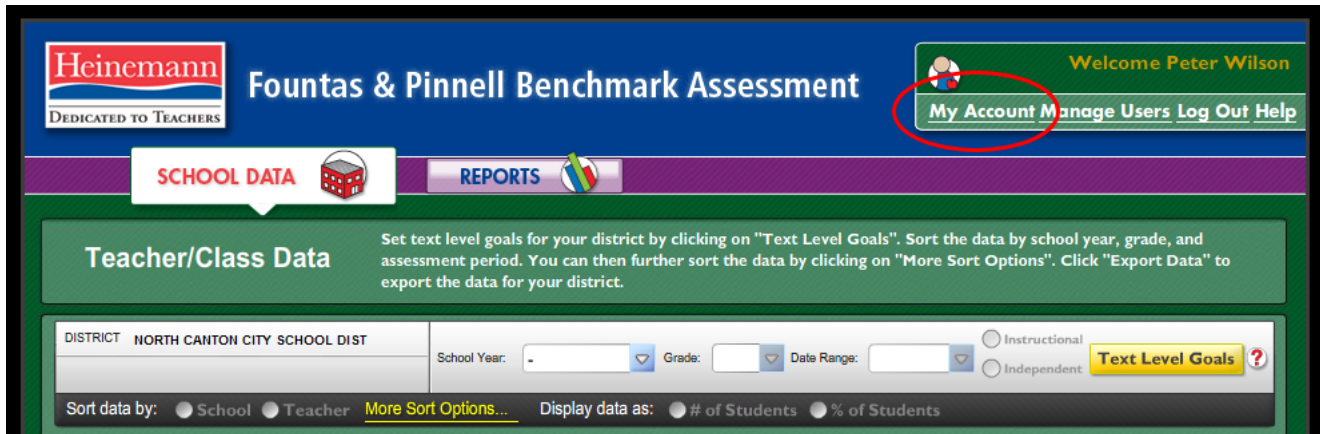 Heinemann
DEDICATED TO TEACHERS
Fountas & Pinnell Benchmark Assessment
Welcome Peter Wilson
My Account Manage Users Log Out Help
SCHOOL DATA
REPORTS
Teacher/Class Data
Set text level goals for your district by clicking on "Text Level Goals". Sort the data by school year, grade, and
assessment period. You can then further sort the data by clicking on "More Sort Options". Click "Export Data" to
export the data for your district.
DISTRICT NORTH CANTON CITY SCHOOL DIST
School Year: - Grade: Date Range:
Instructional
Independent
Text Level Goals ?
Sort data by: School Teacher More Sort Options... Display data as: # of Students % of Students